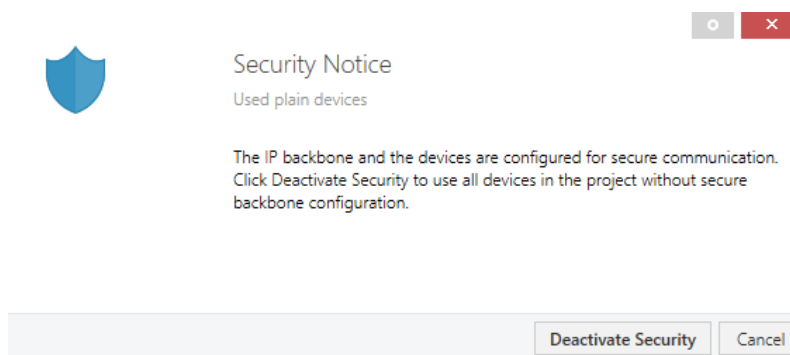 Security Notice
Used plain devices
The IP backbone and the devices are configured for secure communication.
Click Deactivate Security to use all devices in the project without secure
backbone configuration.
Deactivate Security
Cancel